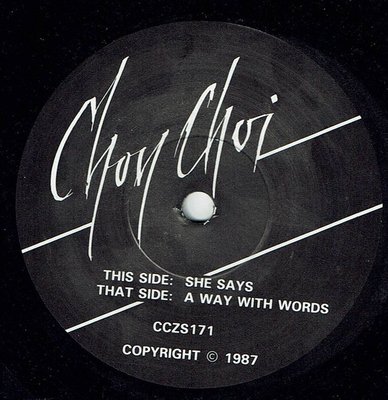 Choy Choi
THIS SIDE: SHE SAYS
THAT SIDE: A WAY WITH WORDS
CCZS171
COPYRIGHT © 1987